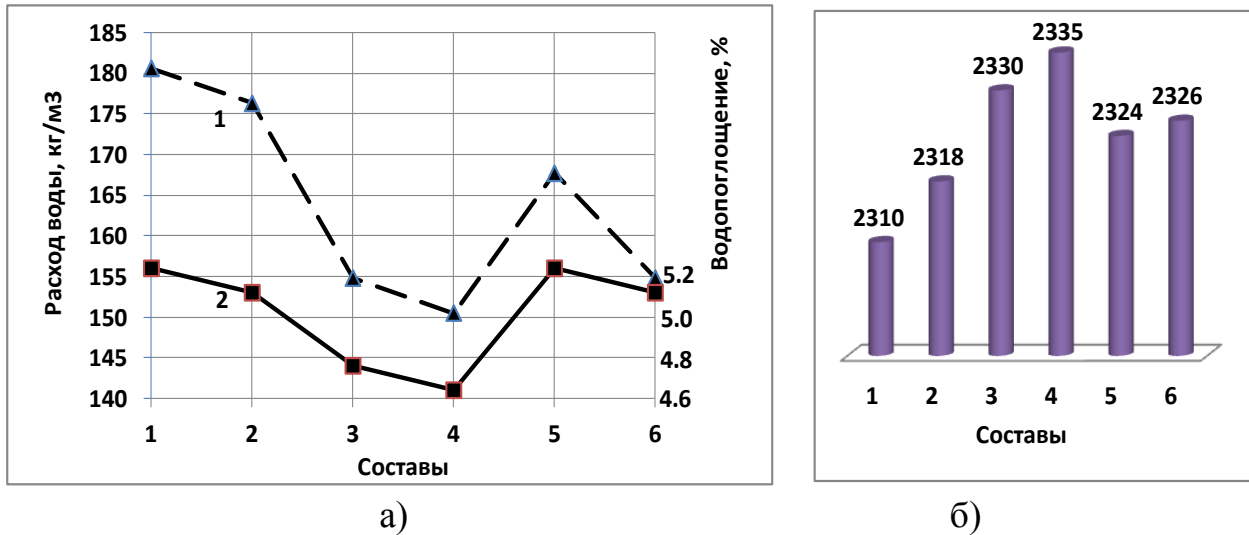 185
180
175
170
165
160
155
150
145
140
Расход воды, кг/м3
1
2
1 2 3 4 5 6
Составы
5.2
5.0
4.8
4.6
Водопоглощение, %
а)
2310
2318
2330
2335
2324
2326
1 2 3 4 5 6
Составы
б)